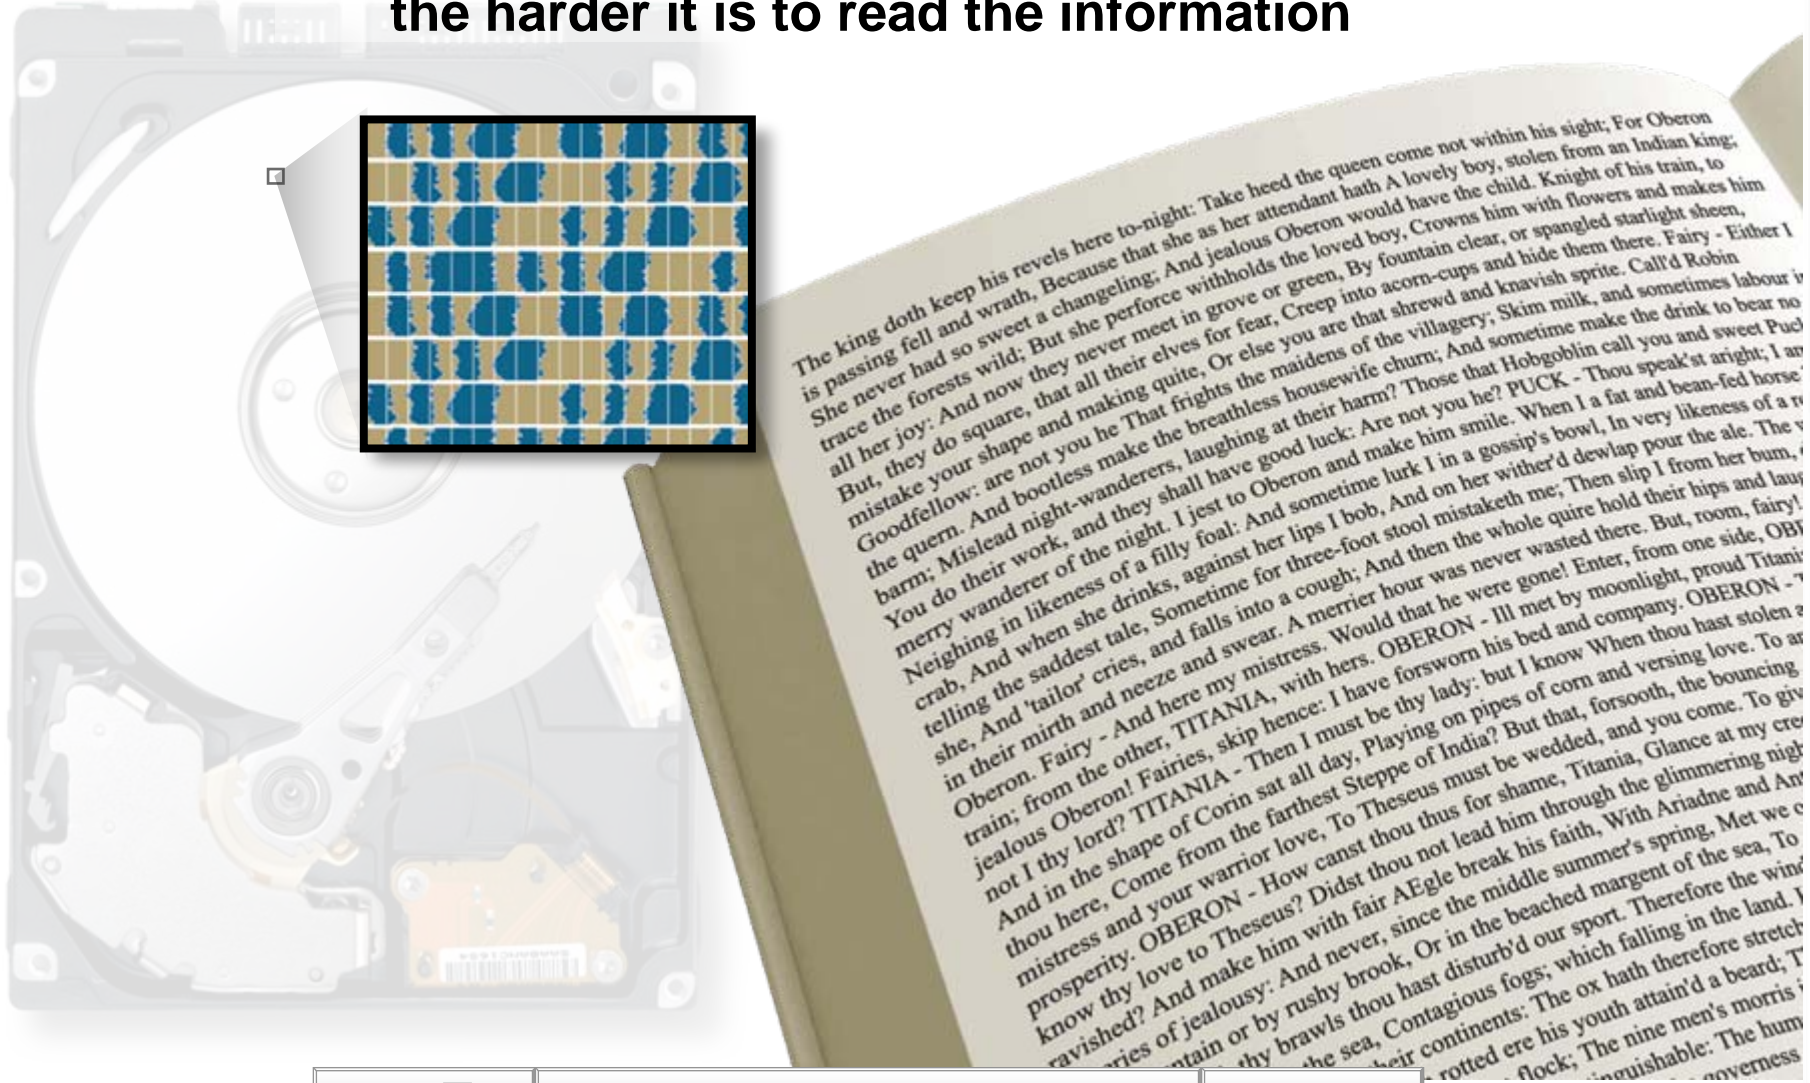 the harder it is to read the information
The king doth keep his revels here to-night: Take heed the queen come not within his sight; For Oberon
is passing fell and wrath, Because that she as her attendant hath A lovely boy, stolen from an Indian king;
She never had so sweet a changeling; And jealous Oberon would have the child. Knight of his train, to
trace the forests wild; But she perforce withholds the loved boy, Crowns him with flowers and makes him
all her joy: And now they never meet in grove or green, By fountain clear, or spangled starlight sheen,
But, they do square, that all their elves for fear, Creep into acorn-cups and hide them there. Fairy - Either I
mistake your shape and making quite, Or else you are that shrewd and knavish sprite. Call'd Robin
Goodfellow: are not you he That frights the maidens of the villagery; Skim milk, and sometimes labour
the quern. And bootless make the breathless housewife churn; And sometime make the drink to bear no
barm; Mislead night-wanderers, laughing at their harm? Those that Hobgoblin call you and sweet
You do their work, and they shall have good luck: Are not you he? PUCK - Thou speak'st aright; I am
merry wanderer of the night. I jest to Oberon and make him smile. When I a fat and bean-fed horse
Neighing in likeness of a filly foal: And sometime lurk I in a gossip's bowl, In very likeness of a
crab, And when she drinks, against her lips I bob, And on her wither'd dewlap pour the ale. The
telling the saddest tale, Sometime for three-foot stool mistaketh me; Then slip I from her bum,
she, And 'tailor' cries, and falls into a cough; And then the whole quire hold their hips and
in their mirth and neeze and swear. A merrier hour was never wasted there. But, room, fairy!
Oberon. Fairy - And here my mistress. Would that he were gone! Enter, from one side,
train; from the other, TITANIA, with hers. OBERON - Ill met by moonlight, proud
jealous Oberon! Fairies, skip hence: I have forsworn his bed and company. OBERON -
not I thy lord? TITANIA - Then I must be thy lady: but I know When thou hast stolen
And in the shape of Corin sat all day, Playing on pipes of corn and versing love. To
thou here, Come from the farthest Steppe of India? But that, forsooth, the bouncing
mistress and your warrior love, To Theseus must be wedded, and you come. To
prosperity. OBERON - How canst thou thus for shame, Titania, Glance at my
know thy love to Theseus? Didst thou not lead him through the glimmering
ravished? And make him with fair AEgle break his faith, With Ariadne and
of jealousy: And never, since the middle summer's spring, Met we
or by rushy brook, Or in the beached margent of the sea, To
thy brawls thou hast disturb'd our sport. Therefore the
the sea, Contagious fogs; which falling in the land.
continents: The ox hath therefore
rotted ere his youth attain'd a beard;
flock; The nine men's morris
The
governess